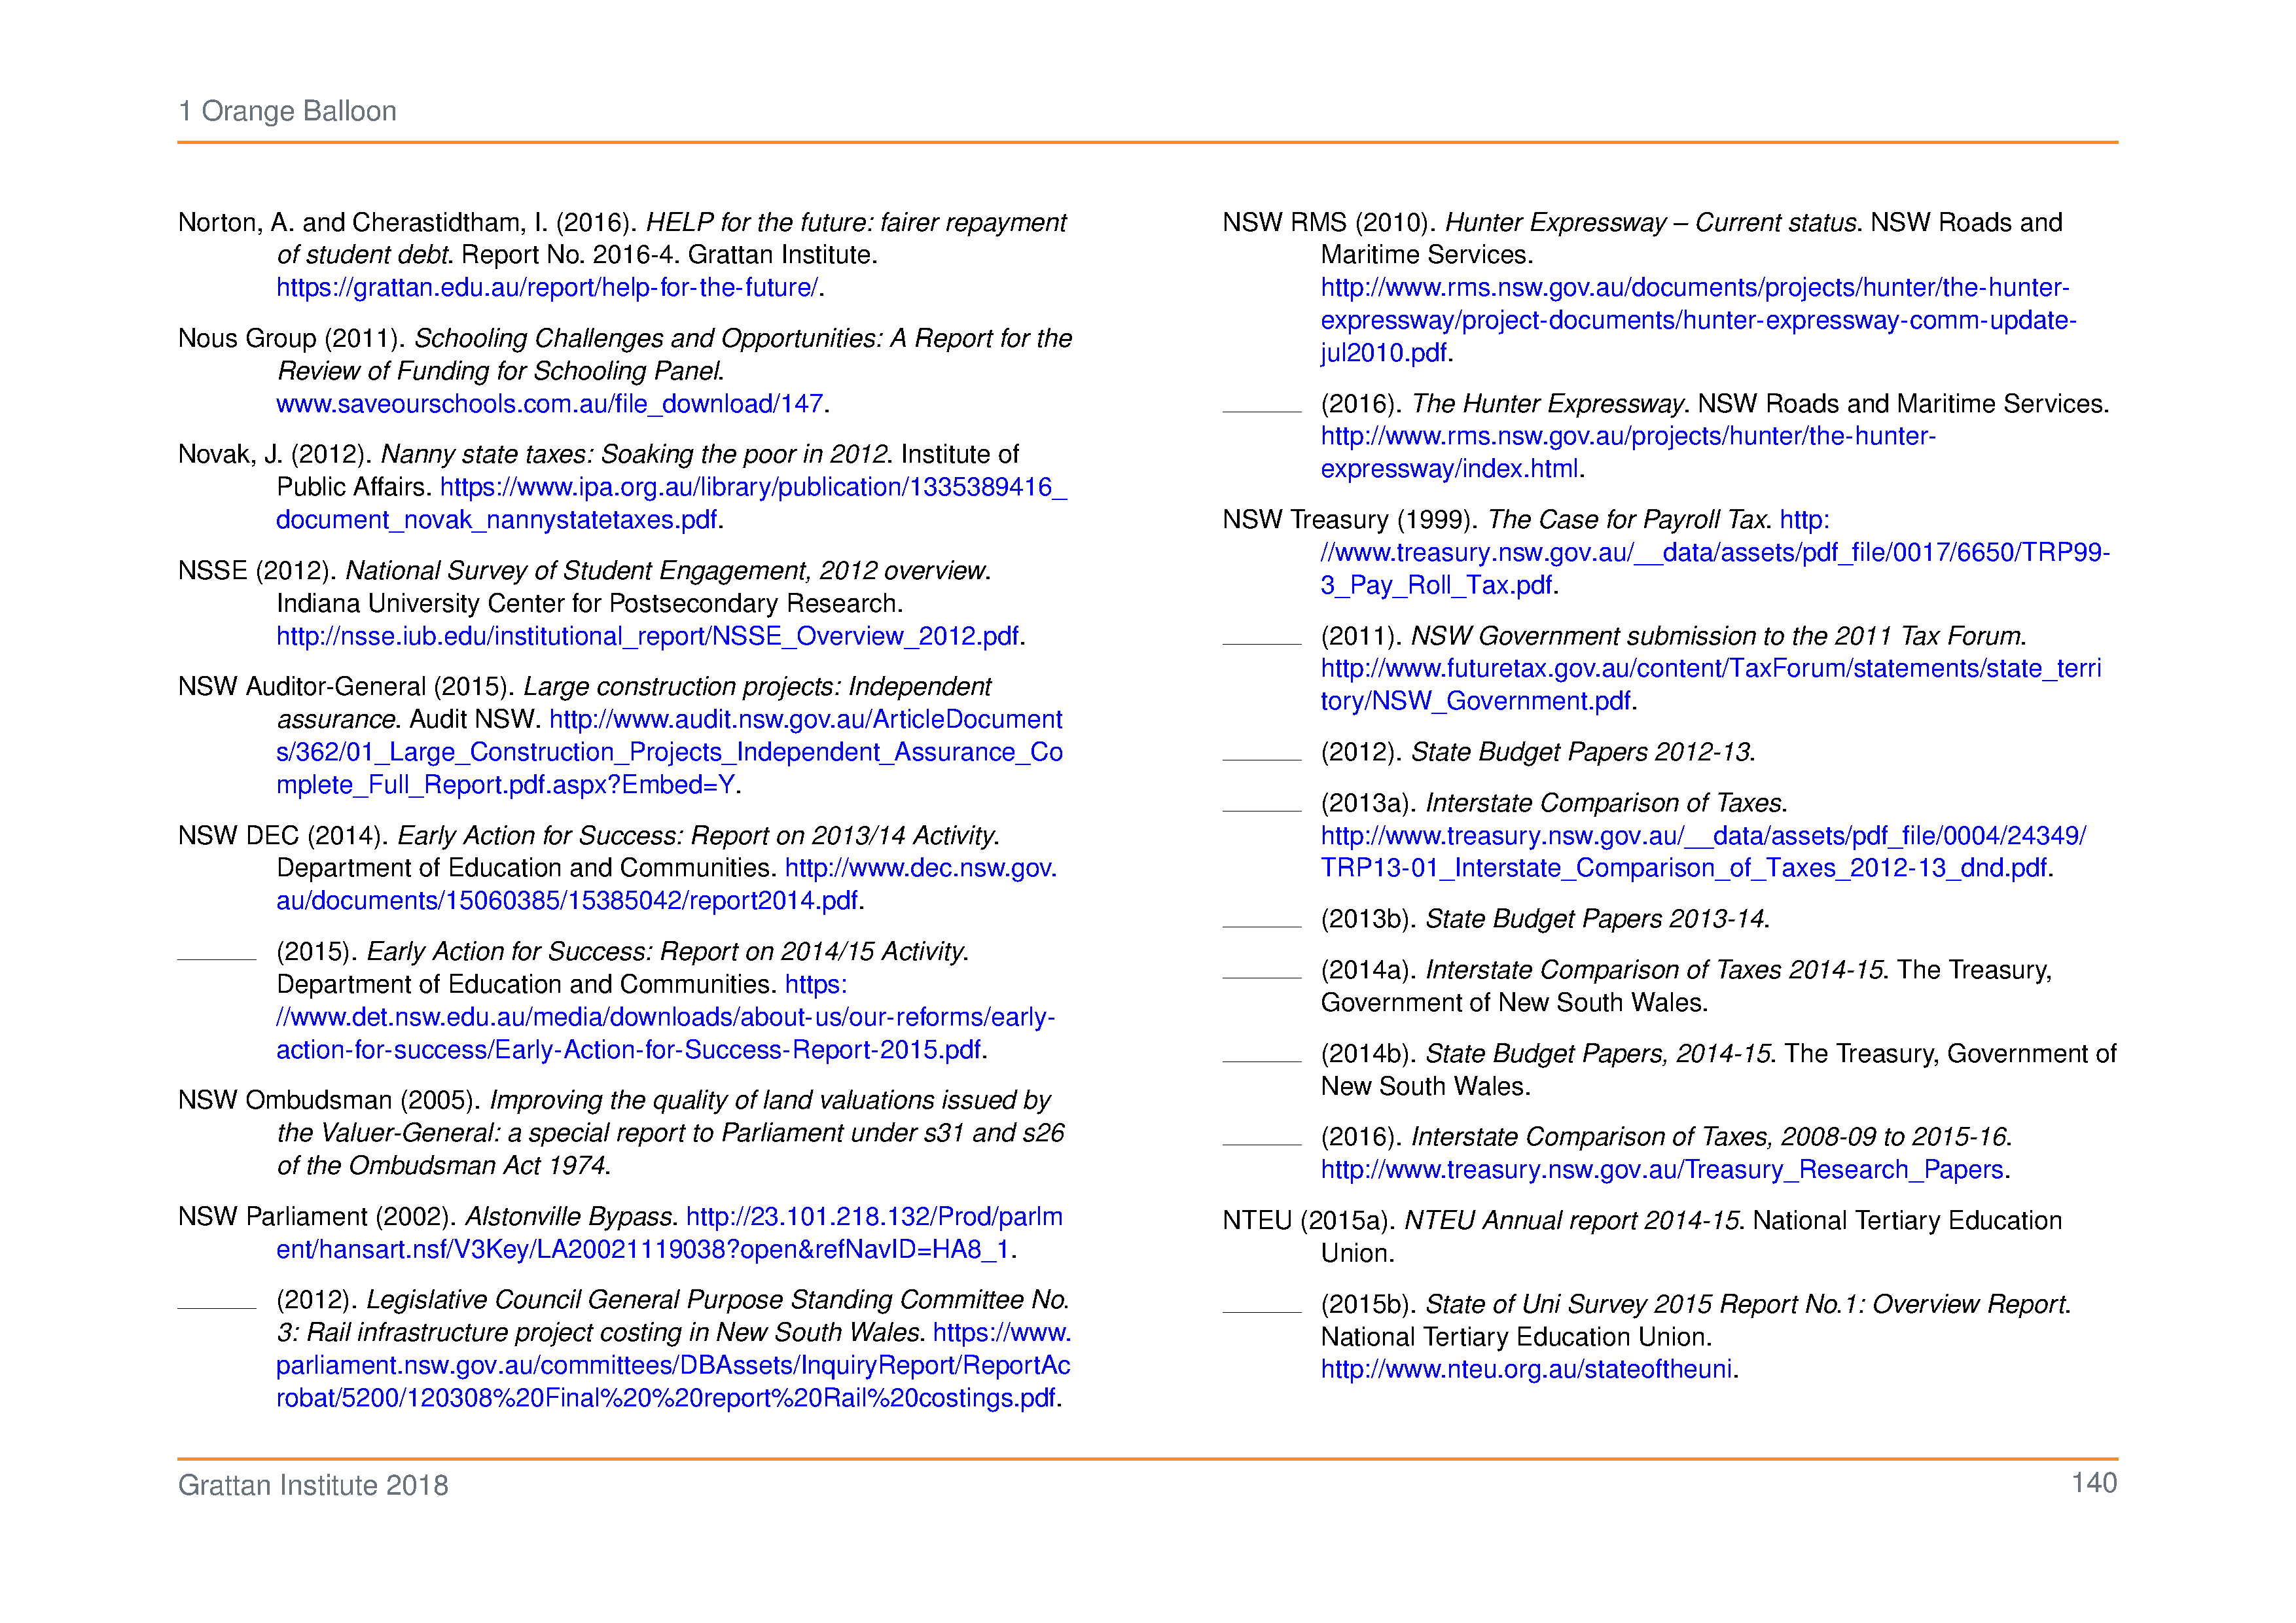 1 Orange Balloon
Norton, A. and Cherastidtham, I. (2016). HELP for the future: fairer repayment
of student debt. Report No. 2016-4. Grattan Institute.
https://grattan.edu.au/report/help-for-the-future/.
Nous Group (2011). Schooling Challenges and Opportunities: A Report for the
Review of Funding for Schooling Panel.
www.saveourschools.com.au/file_download/147.
Novak, J. (2012). Nanny state taxes: Soaking the poor in 2012. Institute of
Public Affairs. https://www.ipa.org.au/library/publication/1335389416_
document_novak_nannystatetaxes.pdf.
NSSE (2012). National Survey of Student Engagement, 2012 overview.
Indiana University Center for Postsecondary Research.
http://nsse.iub.edu/institutional_report/NSSE_Overview_2012.pdf.
NSW Auditor-General (2015). Large construction projects: Independent
assurance. Audit NSW. http://www.audit.nsw.gov.au/ArticleDocument
s/362/01_Large_Construction_Projects_Independent_Assurance_Co
mplete_Full_Report.pdf.aspx?Embed=Y.
NSW DEC (2014). Early Action for Success: Report on 2013/14 Activity.
Department of Education and Communities. http://www.dec.nsw.gov.
au/documents/15060385/15385042/report2014.pdf.
______ (2015). Early Action for Success: Report on 2014/15 Activity.
Department of Education and Communities. https:
//www.det.nsw.edu.au/media/downloads/about-us/our-reforms/early-
action-for-success/Early-Action-for-Success-Report-2015.pdf.
NSW Ombudsman (2005). Improving the quality of land valuations issued by
the Valuer-General: a special report to Parliament under s31 and s26
of the Ombudsman Act 1974.
NSW Parliament (2002). Alstonville Bypass. http://23.101.218.132/Prod/parlm
ent/hansart.nsf/V3Key/LA20021119038?open&refNavID=HA8_1.
______ (2012). Legislative Council General Purpose Standing Committee No.
3: Rail infrastructure project costing in New South Wales. https://www.
parliament.nsw.gov.au/committees/DBAssets/InquiryReport/ReportAc
robat/5200/120308%20Final%20%20report%20Rail%20costings.pdf.
NSW RMS (2010). Hunter Expressway – Current status. NSW Roads and
Maritime Services.
http://www.rms.nsw.gov.au/documents/projects/hunter/the-hunter-
expressway/project-documents/hunter-expressway-comm-update-
jul2010.pdf.
______ (2016). The Hunter Expressway. NSW Roads and Maritime Services.
http://www.rms.nsw.gov.au/projects/hunter/the-hunter-
expressway/index.html.
NSW Treasury (1999). The Case for Payroll Tax. http:
//www.treasury.nsw.gov.au/__data/assets/pdf_file/0017/6650/TRP99-
3_Pay_Roll_Tax.pdf.
______ (2011). NSW Government submission to the 2011 Tax Forum.
http://www.futuretax.gov.au/content/TaxForum/statements/state_terri
tory/NSW_Government.pdf.
______ (2012). State Budget Papers 2012-13.
______ (2013a). Interstate Comparison of Taxes.
http://www.treasury.nsw.gov.au/__data/assets/pdf_file/0004/24349/
TRP13-01_Interstate_Comparison_of_Taxes_2012-13_dnd.pdf.
______ (2013b). State Budget Papers 2013-14.
______ (2014a). Interstate Comparison of Taxes 2014-15. The Treasury,
Government of New South Wales.
______ (2014b). State Budget Papers, 2014-15. The Treasury, Government of
New South Wales.
______ (2016). Interstate Comparison of Taxes, 2008-09 to 2015-16.
http://www.treasury.nsw.gov.au/Treasury_Research_Papers.
NTEU (2015a). NTEU Annual report 2014-15. National Tertiary Education
Union.
______ (2015b). State of Uni Survey 2015 Report No.1: Overview Report.
National Tertiary Education Union.
http://www.nteu.org.au/stateoftheuni.
Grattan Institute 2018
140